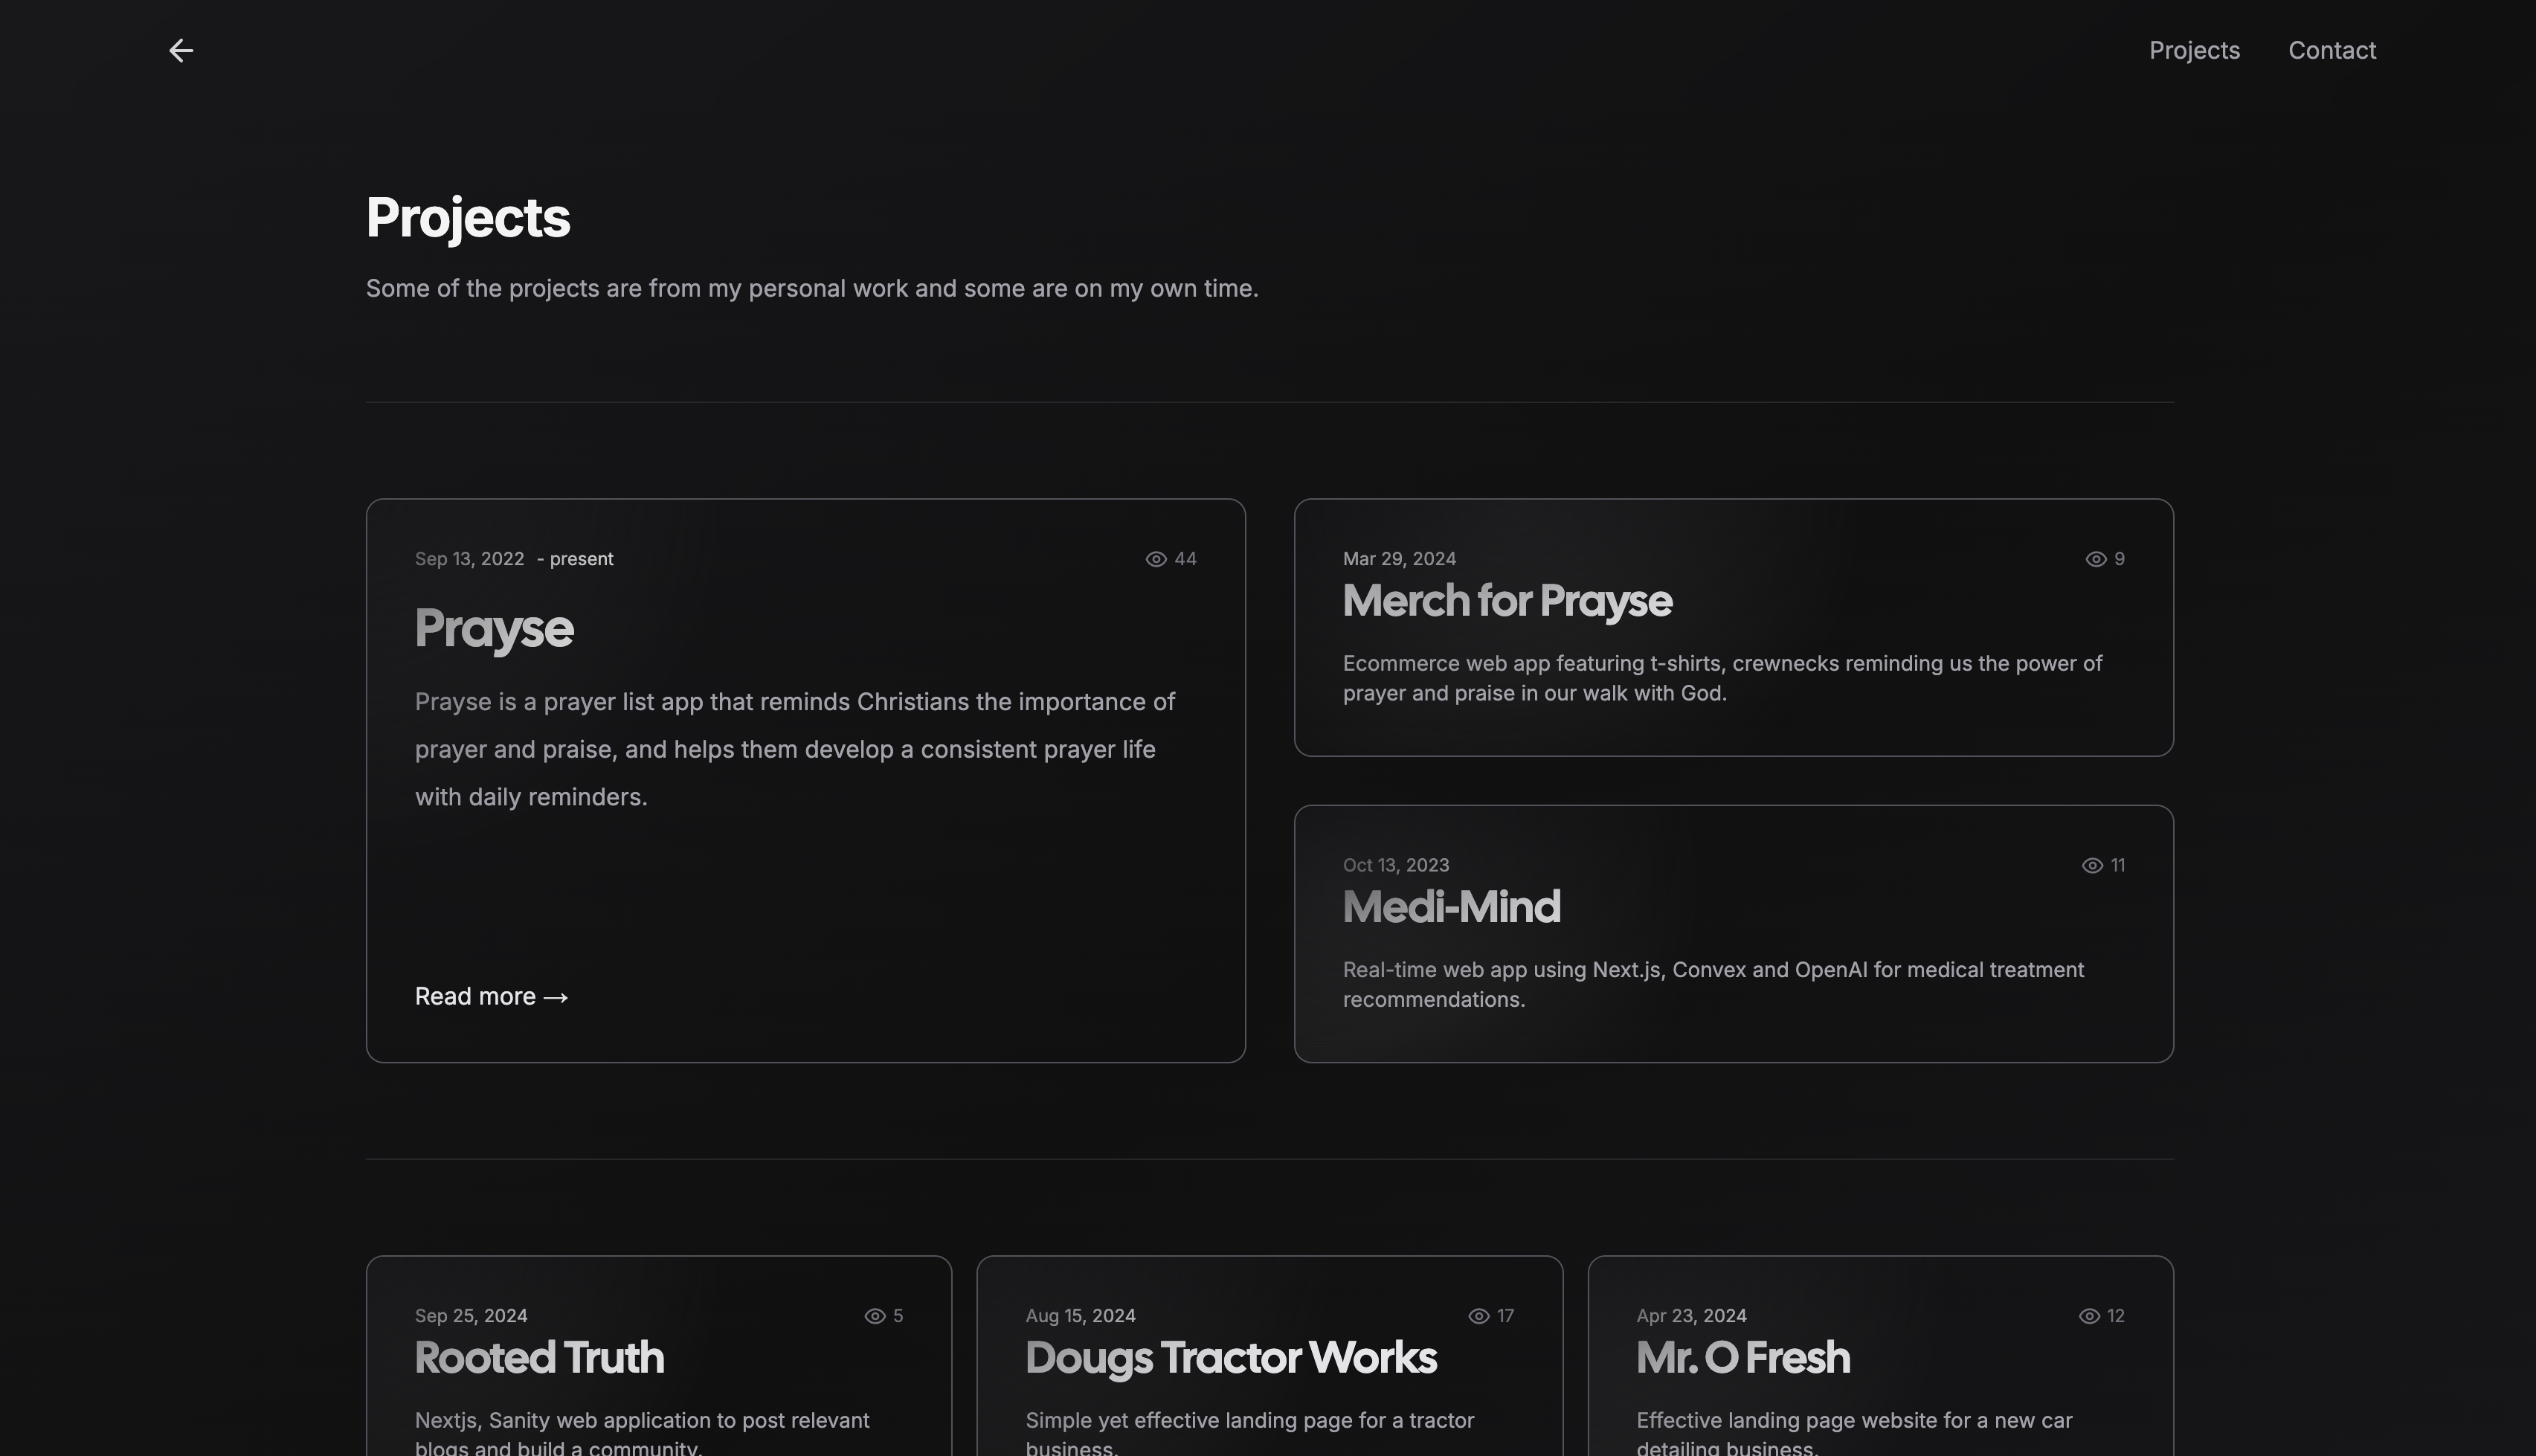 Projects
Contact
Projects
Some of the projects are from my personal work and some are on my own time.
Sep 13, 2022 - present
44
Prayse
Prayse is a prayer list app that reminds Christians the importance of
prayer and praise, and helps them develop a consistent prayer life
with daily reminders.
Read more →
Mar 29, 2024
9
Merch for Prayse
Ecommerce web app featuring t-shirts, crewnecks reminding us the power of
prayer and praise in our walk with God.
Oct 13, 2023
11
Medi-Mind
Real-time web app using Next.js, Convex and OpenAI for medical treatment
recommendations.
Sep 25, 2024
5
Rooted Truth
Nextjs, Sanity web application to post relevant
blogs and build a community.
Aug 15, 2024
17
Dougs Tractor Works
Simple yet effective landing page for a tractor
business.
Apr 23, 2024
12
Mr. O Fresh
Effective landing page website for a new car
detailing business.